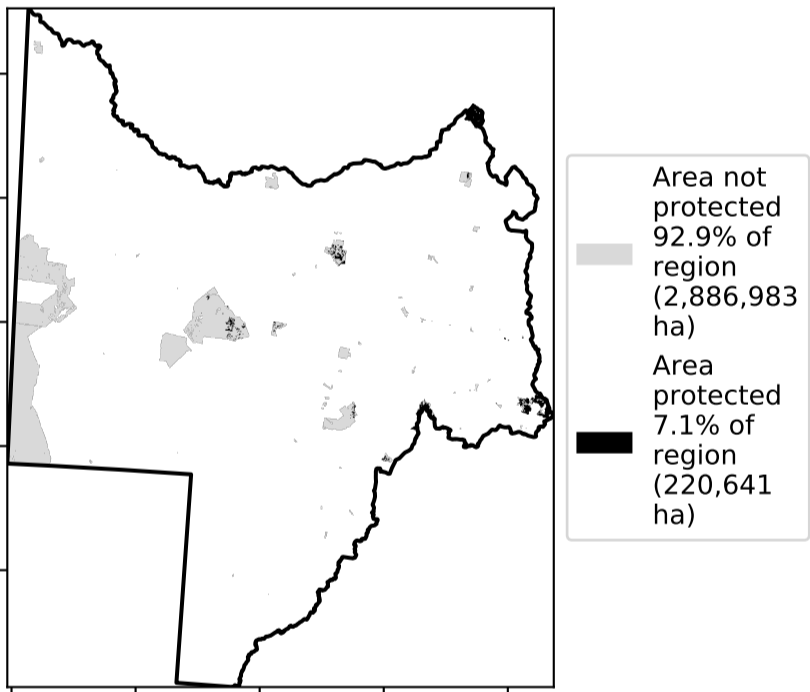 Area not
protected
92.9% of
region
(2,886,983
ha)
Area
protected
7.1% of
region
(220,641
ha)